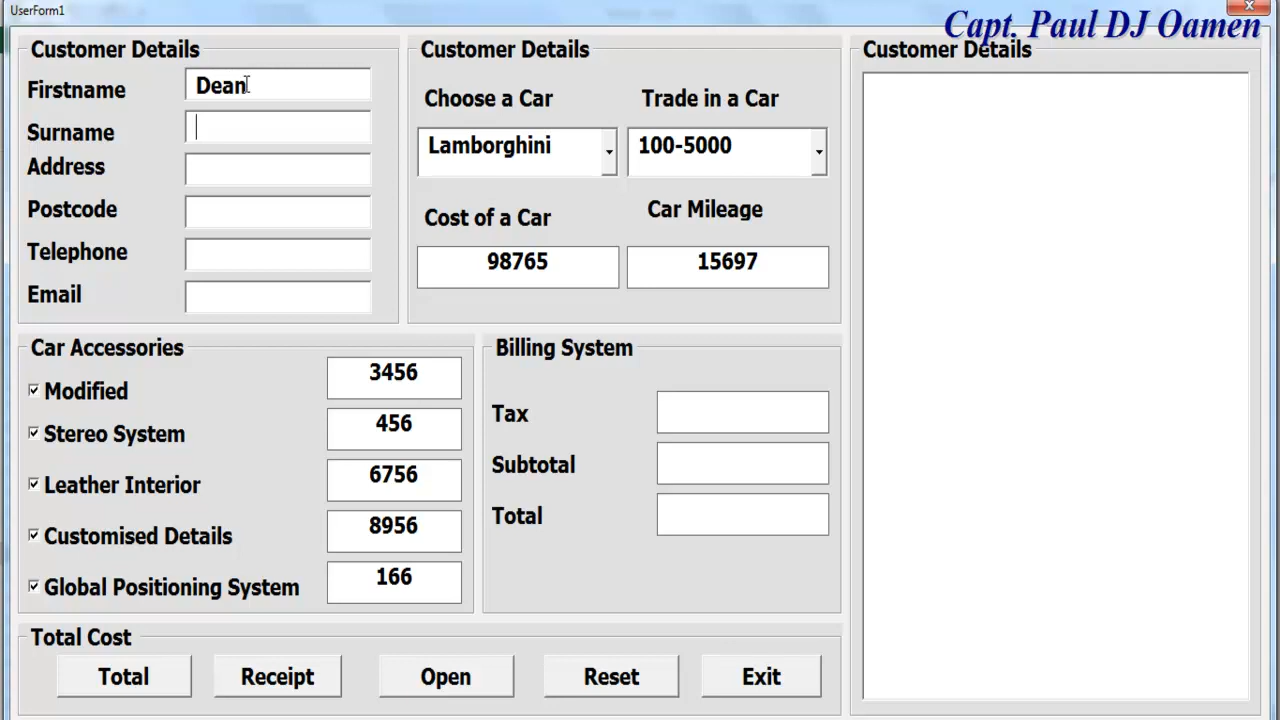 UserForm1
Capt. Paul DJ Oamen
Customer Details
Firstname Dean
Surname
Address
Postcode
Telephone
Email
Customer Details
Choose a Car Trade in a Car
Lamborghini 100-5000
Cost of a Car Car Mileage
98765 15697
Customer Details
Car Accessories
Modified 3456
Stereo System 456
Leather Interior 6756
Customised Details 8956
Global Positioning System 166
Billing System
Tax
Subtotal
Total
Total Cost
Total Receipt Open Reset Exit